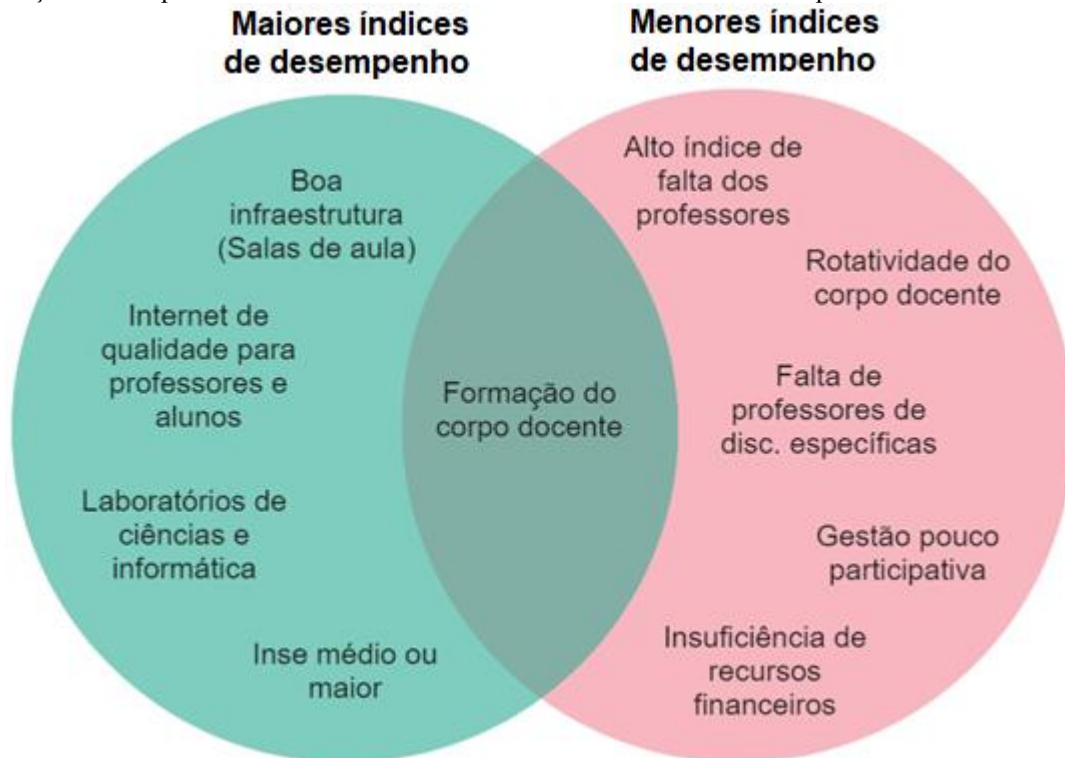 Maiores índices
de desempenho
Menores índices
de desempenho
Boa
infraestrutura
(Salas de aula)
Internet de
qualidade para
professores e
alunos
Laboratórios de
ciências e
informática
Inse médio ou
maior
Formação do
corpo docente
Alto índice de
falta dos
professores
Rotatividade do
corpo docente
Falta de
professores de
disc. específicas
Gestão pouco
participativa
Insuficiência de
recursos
financeiros